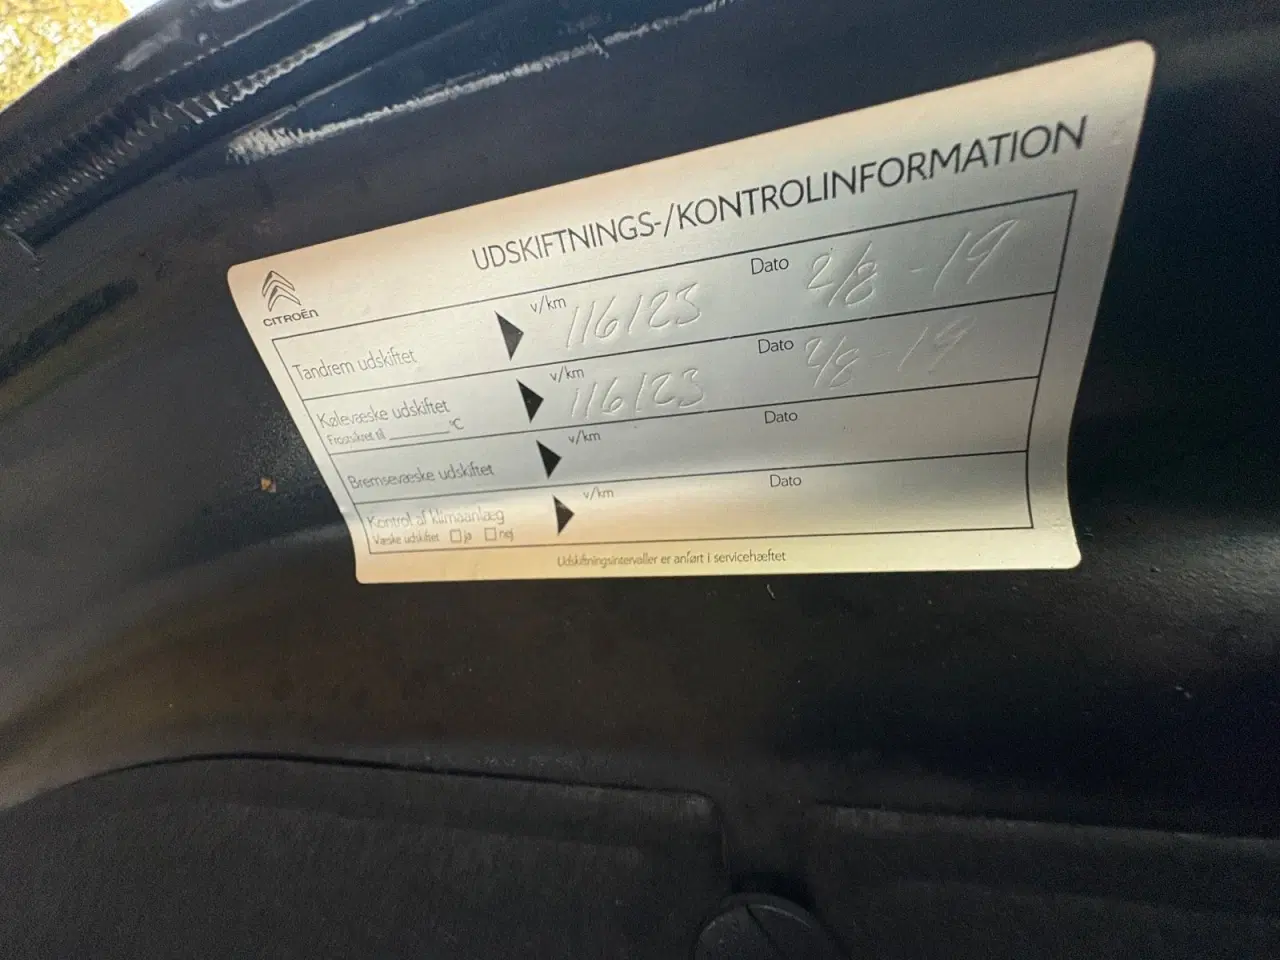 UDSKIFTNINGS-/KONTROLINFORMATION
CITROËN
Tandrem udskiftet v/km 116123 Dato 2/8-19
Kølevæske udskiftet v/km 116123 Dato 2/8-19
Frostsikret til ______ °C
Bremsevæske udskiftet v/km Dato
Kontrol af klimaanlæg v/km Dato
Væske udskiftet ja nej
Udskiftningsintervaller er anført i servicehæftet